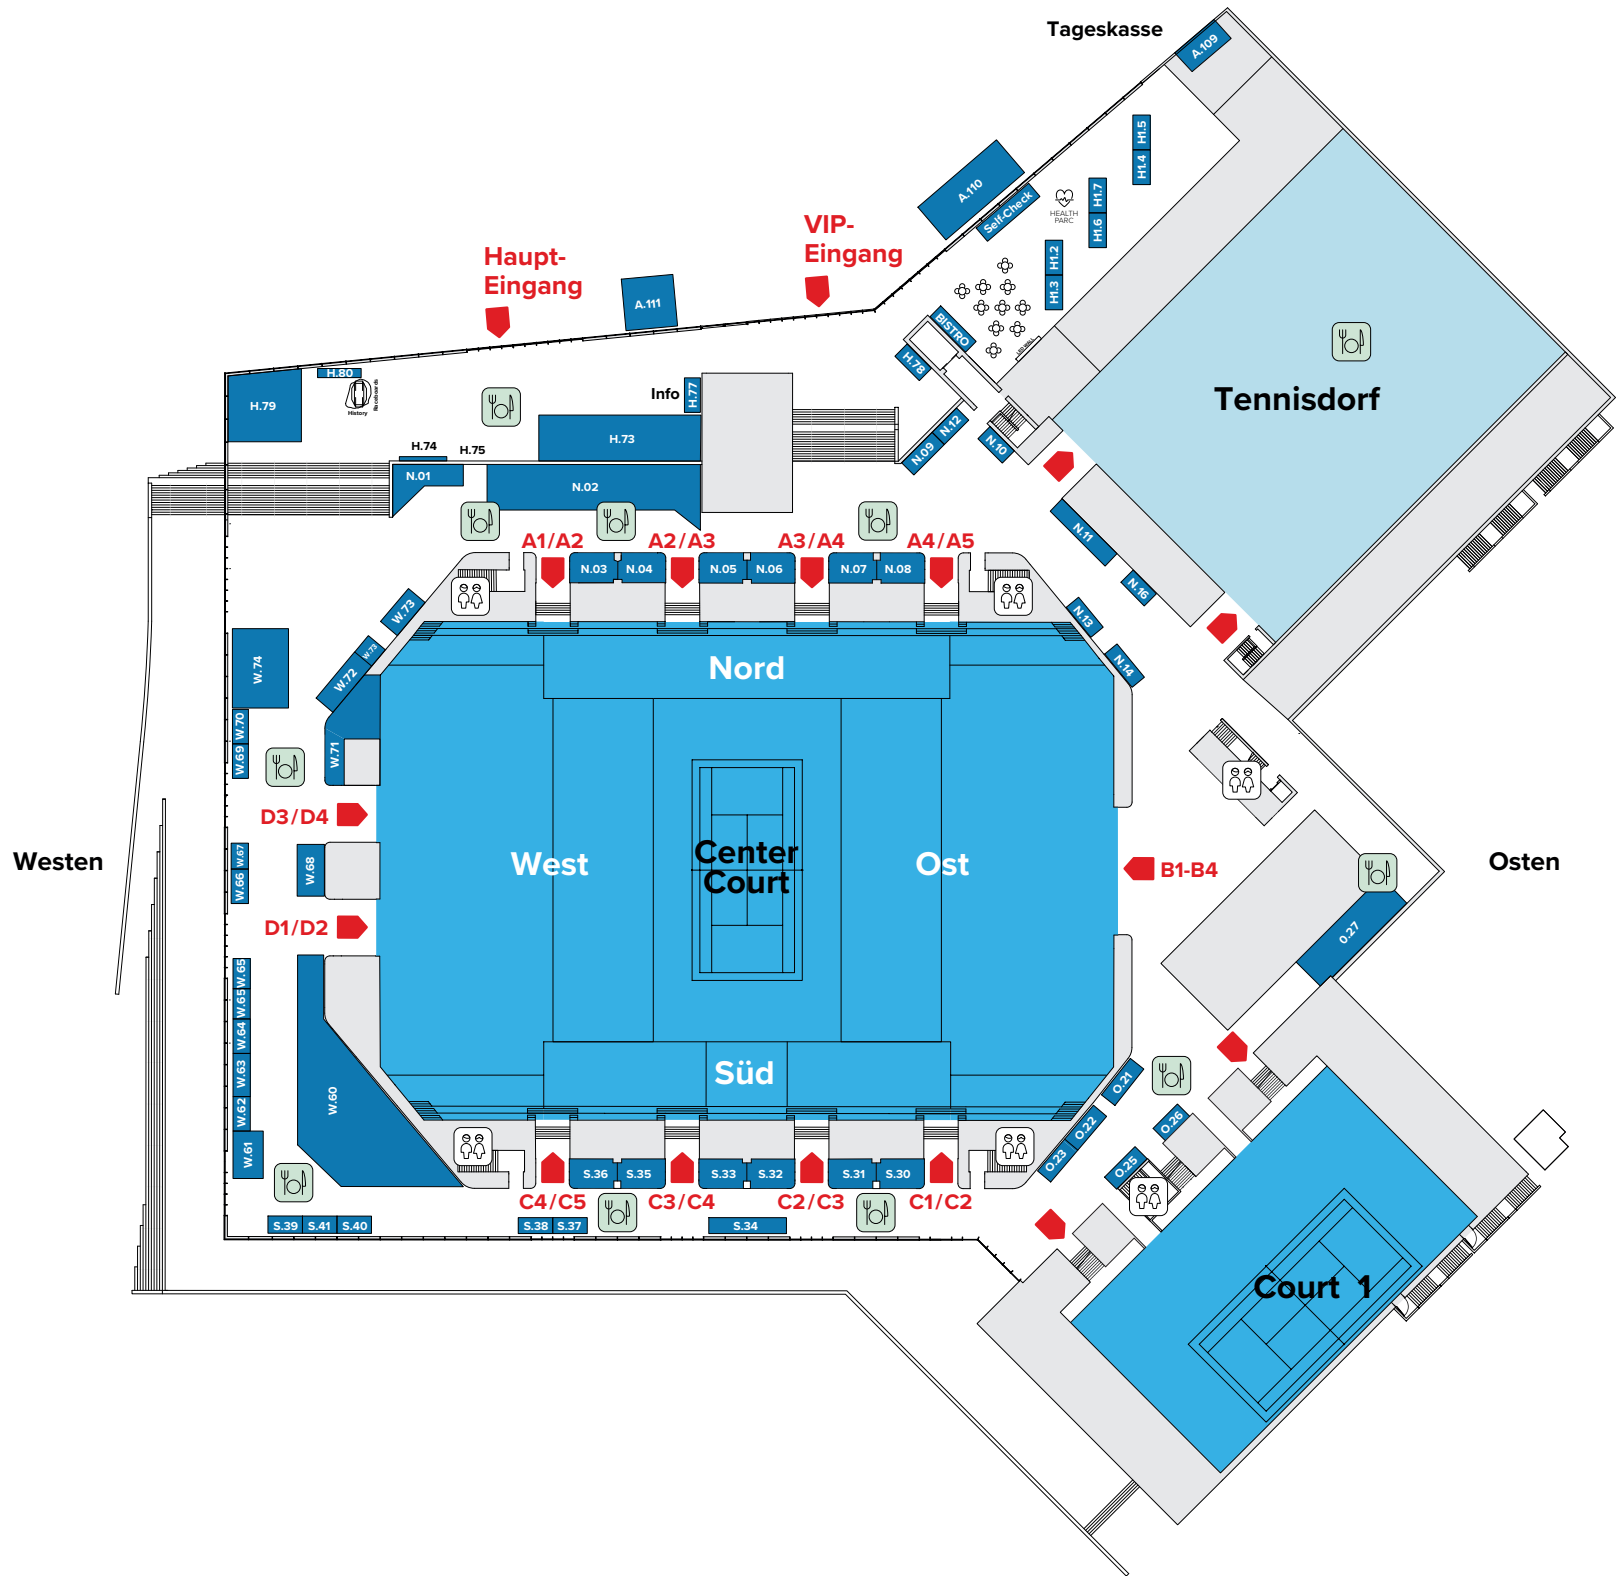 Tageskasse
A.109
H1.5
H1.4
A.110
Self-Check
HEALTH
PARC
H1.7
H1.6
H1.2
H1.3
VIP-
Eingang
Haupt-
Eingang
A.111
BISTRO
LED WALL
H.78
Tennisdorf
H.80
H.79
History
Raceboards
Info
H.77
H.73
H.74
H.75
N.01
N.02
N.09
N.12
N.10
N.11
N.16
A1/A2
A2/A3
A3/A4
A4/A5
N.03
N.04
N.05
N.06
N.07
N.08
N.13
N.14
W.73
W.73
W.72
W.74
W.70
W.69
W.71
Nord
D3/D4
Westen
W.67
W.66
W.68
West
Center
Court
Ost
B1-B4
Osten
D1/D2
O.27
W.65
W.65
W.64
W.63
W.62
W.61
W.60
Süd
O.21
O.22
O.23
O.26
O.25
S.36
S.35
S.33
S.32
S.31
S.30
C4/C5
C3/C4
C2/C3
C1/C2
S.39
S.41
S.40
S.38
S.37
S.34
Court 1